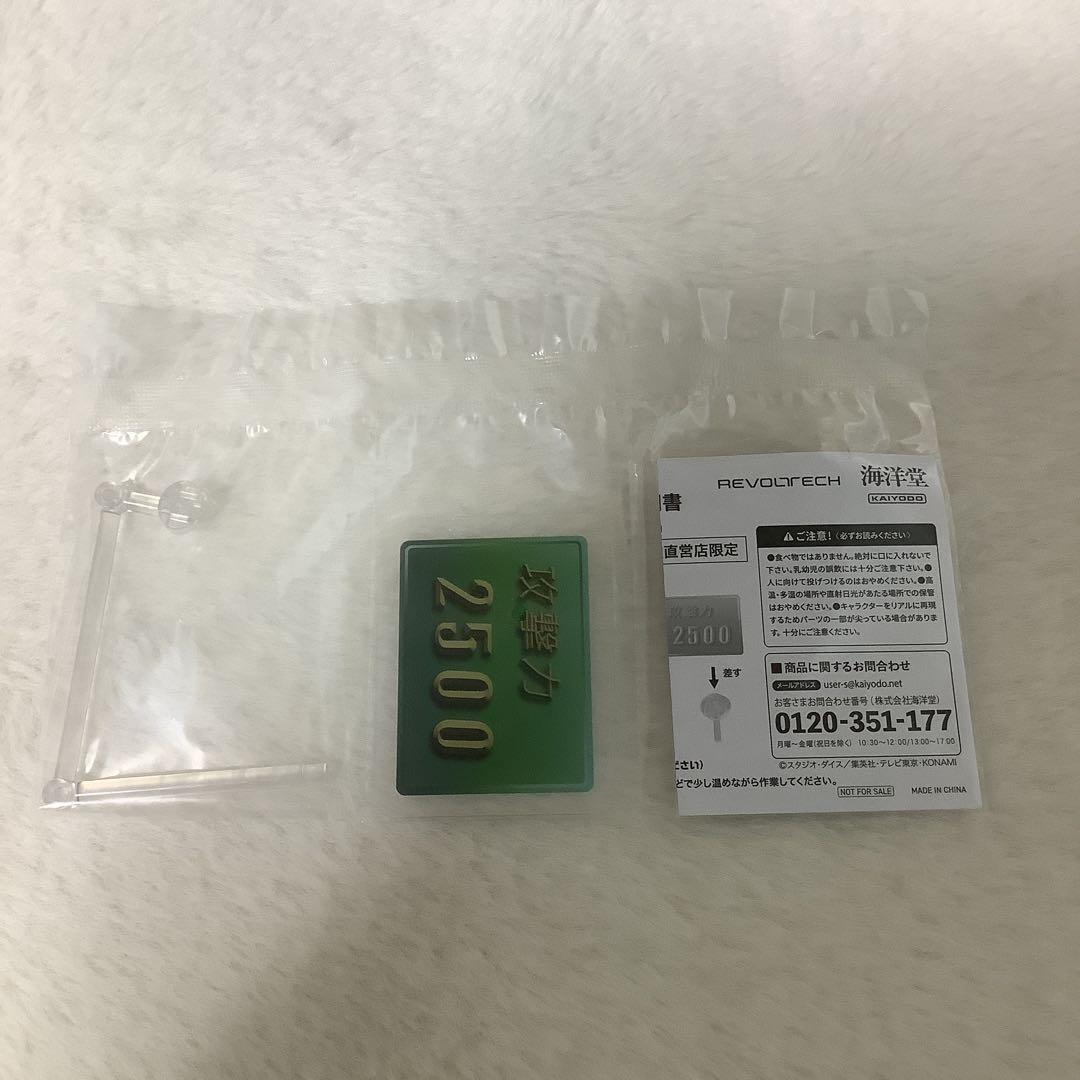 攻撃力
2500
REVOLTECH 海洋堂
KAIYODO
書
直営店限定
ご注意!(必ずお読みください)
●食べ物ではありません。絶対に口に入れないで
下さい。乳幼児の誤飲には十分ご注意下さい。●
人に向けて投げつけるのはおやめください。●高
温・多湿の場所や直射日光があたる場所での保管
はおやめください。●キャラクターをリアルに再現
するためパーツの一部が尖っている場合がありま
す。十分にご注意ください。
攻撃力
2500
差す
■商品に関するお問合わせ
メールアドレス user-s@kaiyodo.net
お客さまお問合わせ番号(株式会社海洋堂)
0120-351-177
月曜〜金曜(祝日を除く) 10:30〜12:00/13:00〜17:00
ださい)
©スタジオ・ダイス/集英社・テレビ東京・KONAMI
どで少し温めながら作業してください。
NOT FOR SALE MADE IN CHINA